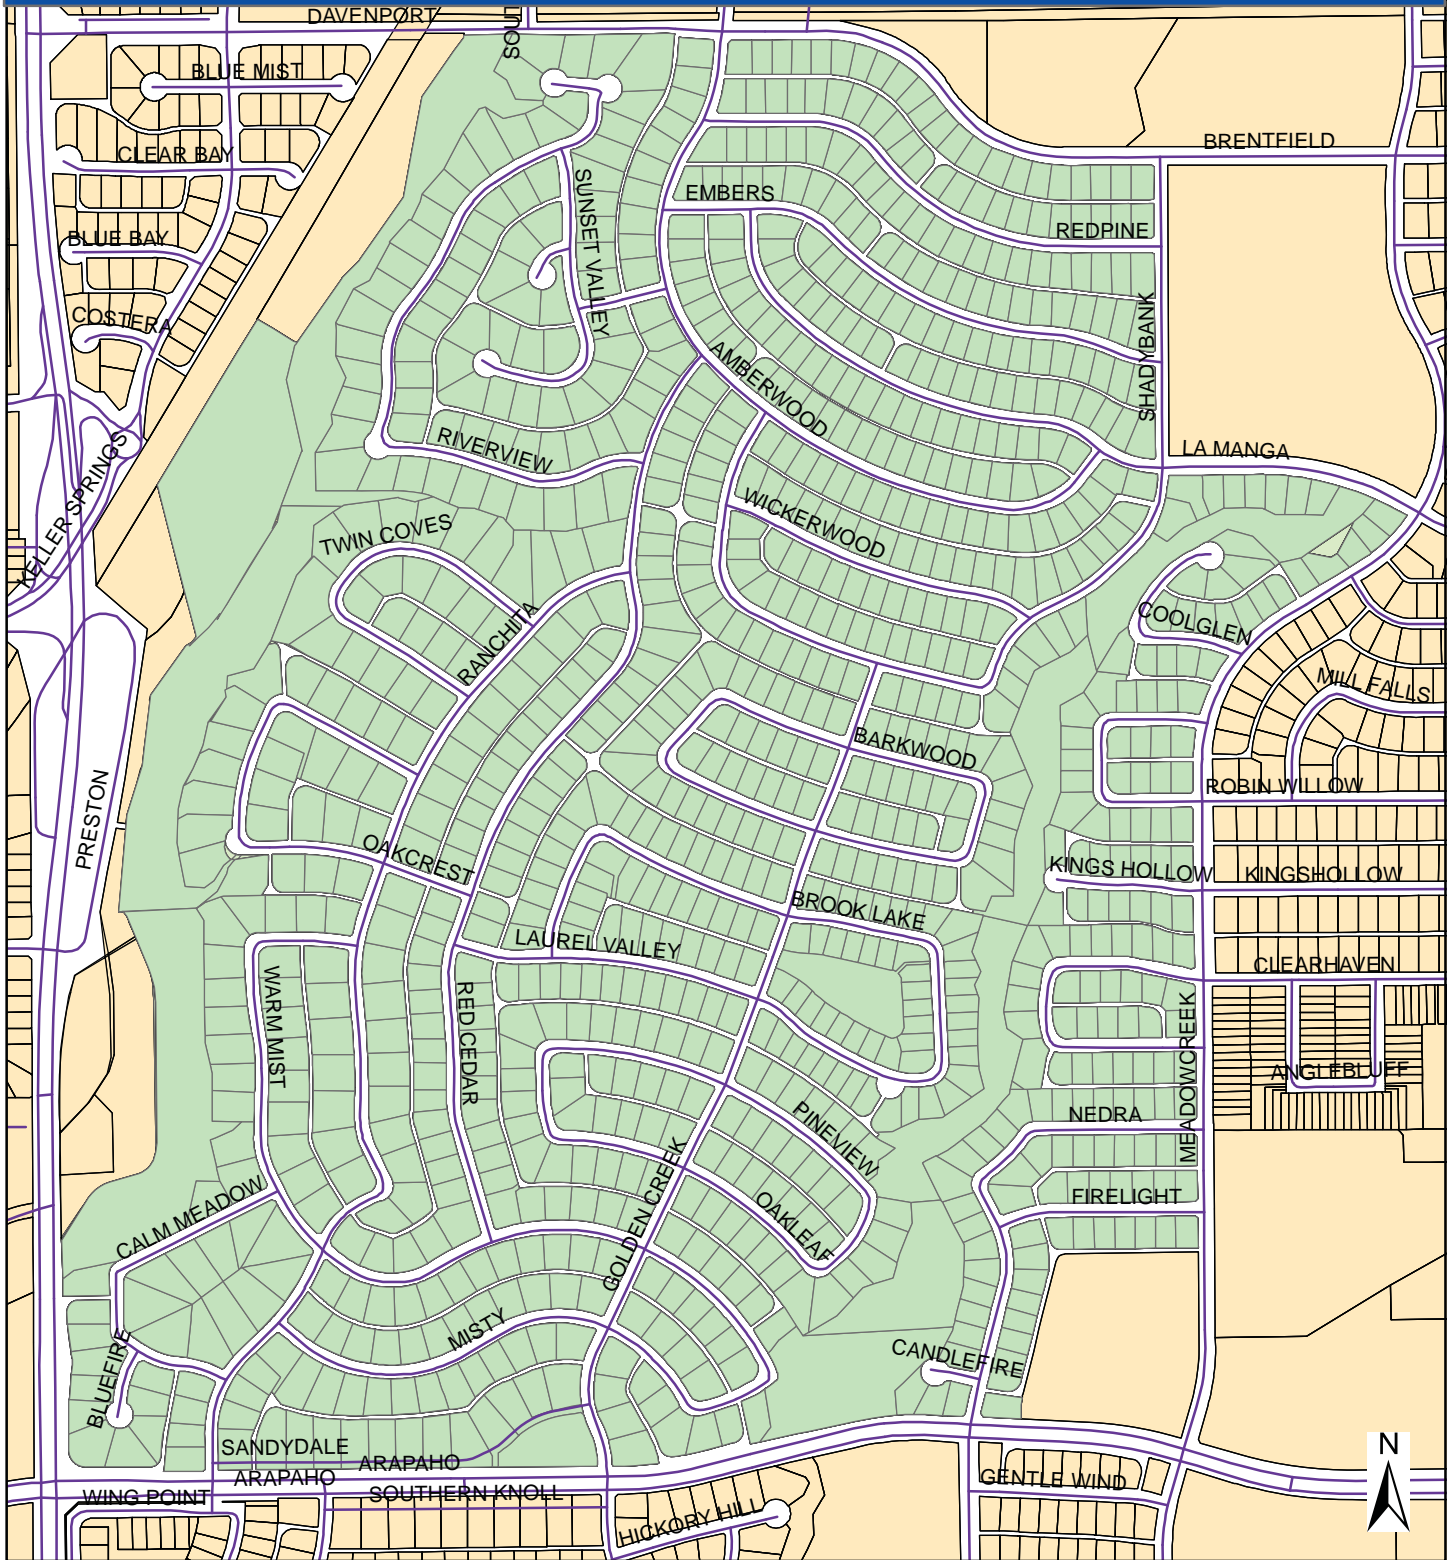 DAVENPORT
SOUT
BLUE MIST
BRENTFIELD
CLEAR BAY
SUNSET VALLEY
EMBERS
REDPINE
BLUE BAY
COSTERA
SHADYBANK
AMBERWOOD
RIVERVIEW
LA MANGA
KELLER SPRINGS
WICKERWOOD
TWIN COVES
RANCHITA
COOLGLEN
MILL FALLS
BARKWOOD
ROBIN WILLOW
PRESTON
OAKCREST
KINGS HOLLOW
KINGSHOLLOW
BROOK LAKE
LAUREL VALLEY
CLEARHAVEN
WARM MIST
RED CEDAR
MEADOWCREEK
ANGLEBLUFF
NEDRA
PINEVIEW
FIRELIGHT
CALM MEADOW
GOLDEN CREEK
OAKLEAF
MISTY
BLUEFIRE
CANDLEFIRE
SANDYDALE
ARAPAHO
ARAPAHO
N
GENTLE WIND
WING POINT
SOUTHERN KNOLL
HICKORY HILL